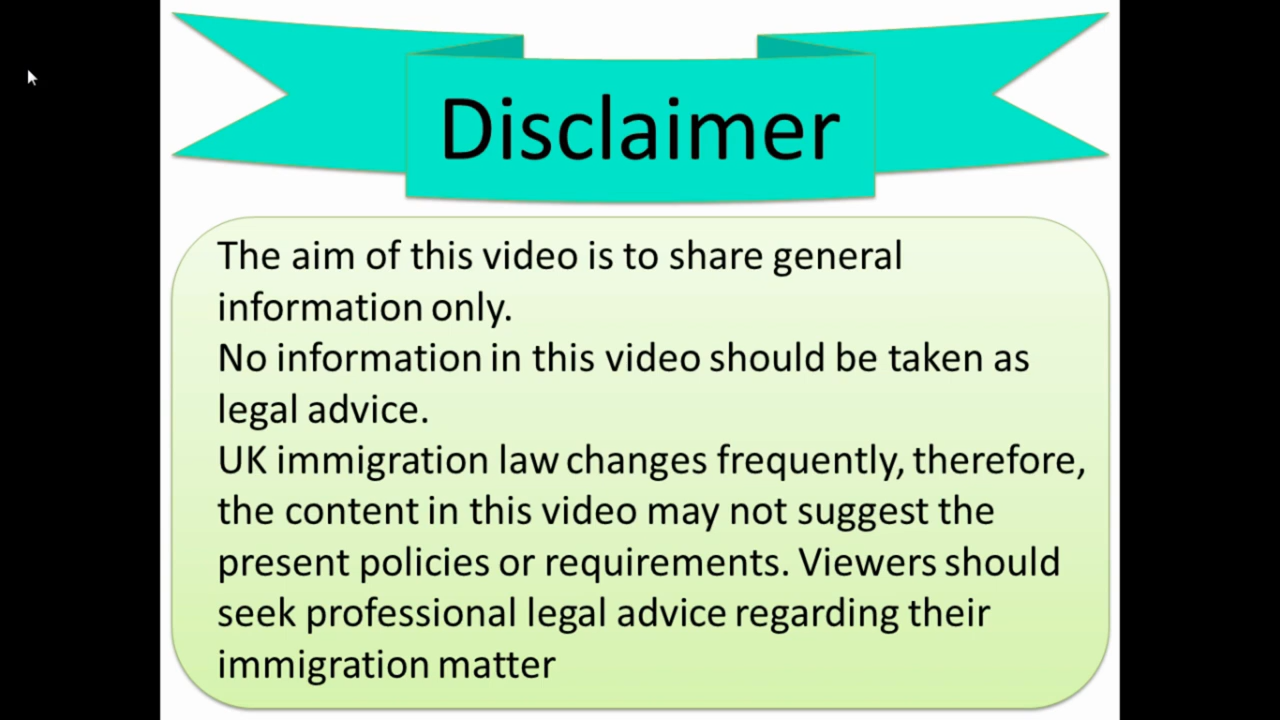 Disclaimer
The aim of this video is to share general
information only.
No information in this video should be taken as
legal advice.
UK immigration law changes frequently, therefore,
the content in this video may not suggest the
present policies or requirements. Viewers should
seek professional legal advice regarding their
immigration matter